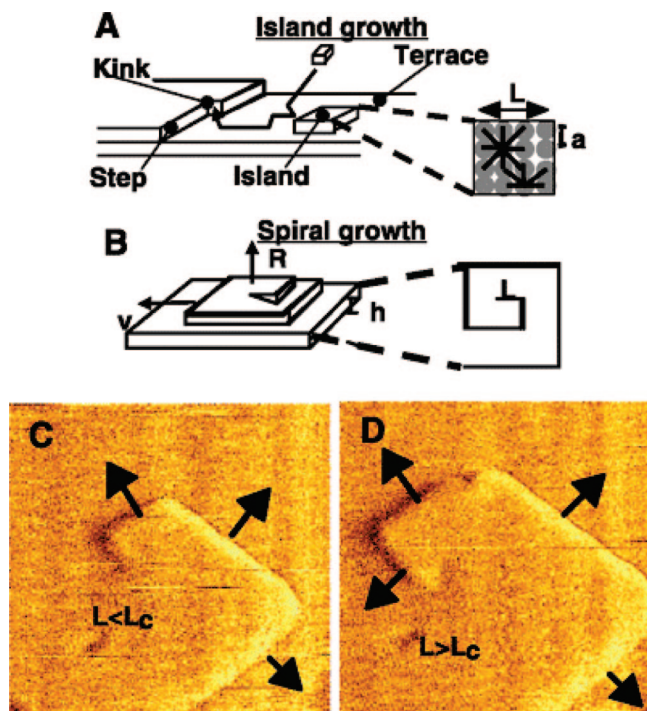 A
Island growth
Kink
Terrace
L
a
Step
Island
B
Spiral growth
R
L
v
h
C
D
L<Lc
L>Lc